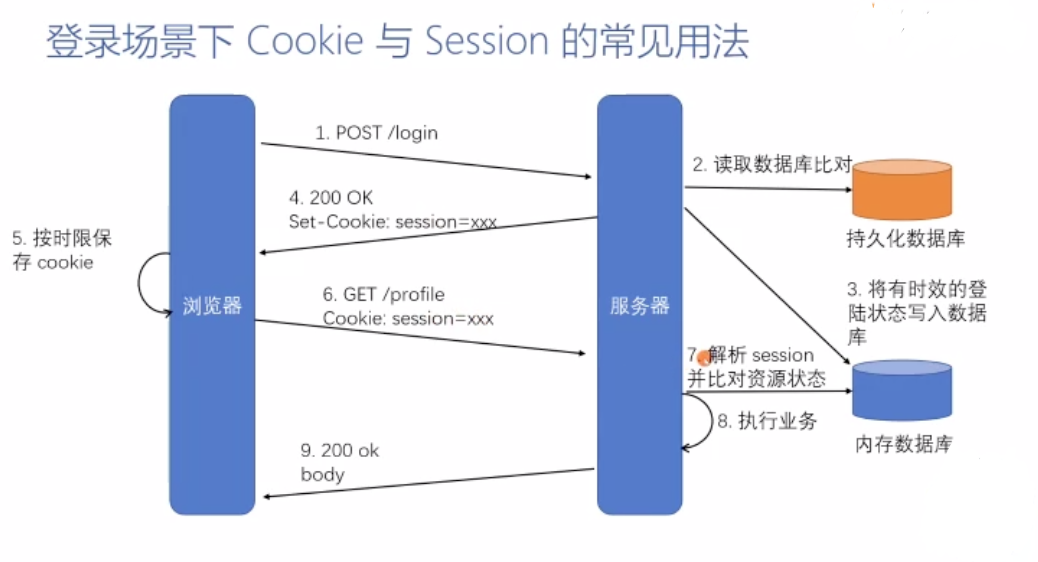 登录场景下 Cookie 与 Session 的常见用法
1. POST /login
2. 读取数据库比对
4. 200 OK
Set-Cookie: session=xxx
持久化数据库
5. 按时限保
存 cookie
3. 将有时效的登
陆状态写入数据
库
浏览器
服务器
6. GET /profile
Cookie: session=xxx
7. 解析 session
并比对资源状态
8. 执行业务
内存数据库
9. 200 ok
body